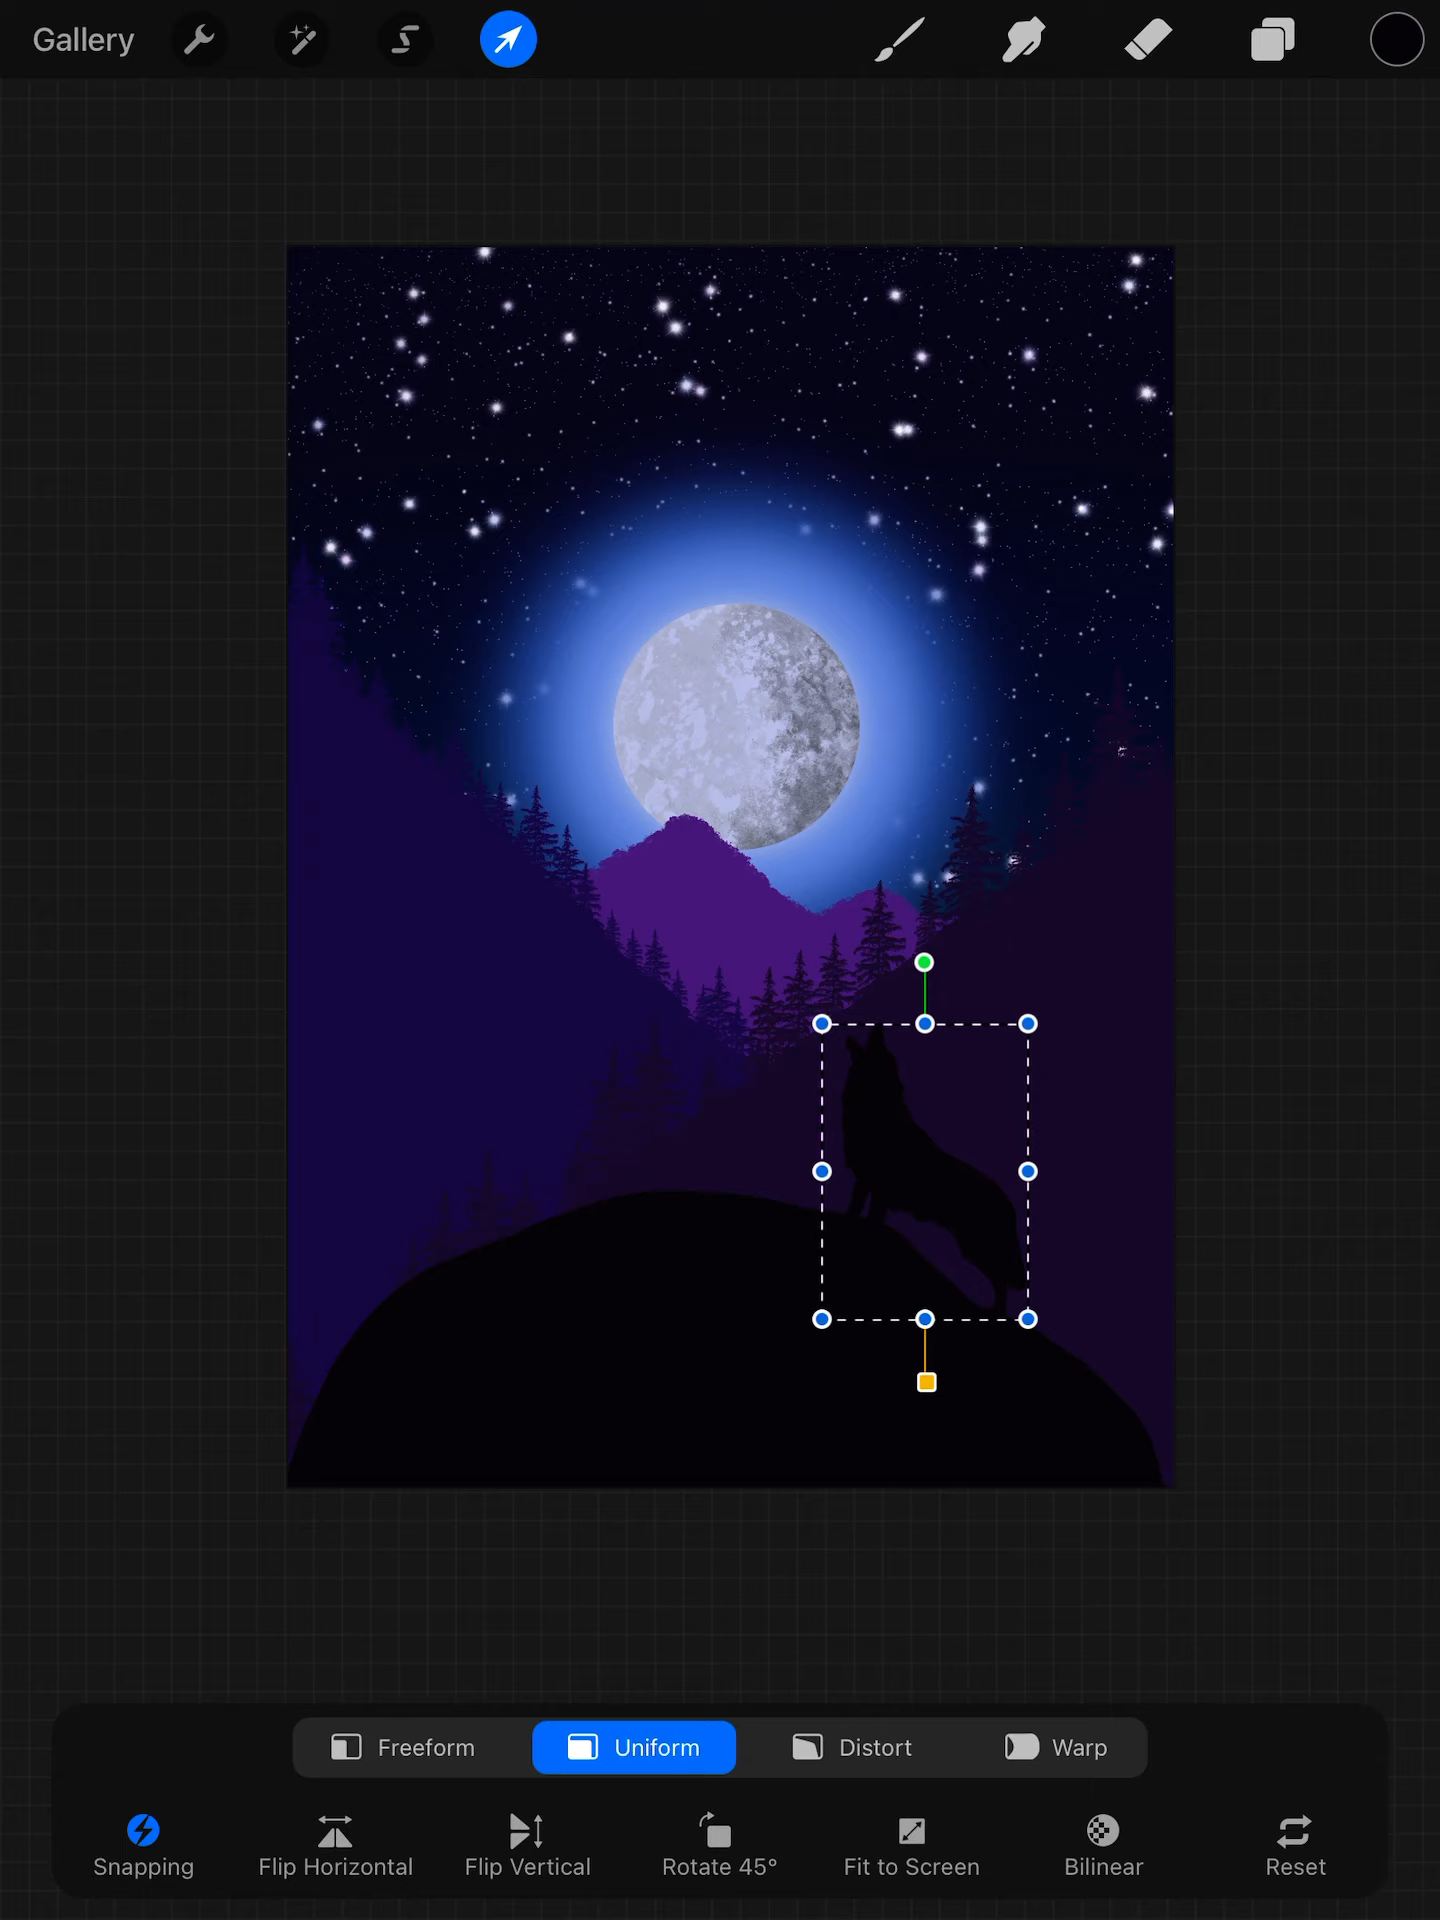 Gallery
Freeform Uniform Distort Warp
Snapping Flip Horizontal Flip Vertical Rotate 45° Fit to Screen Bilinear Reset